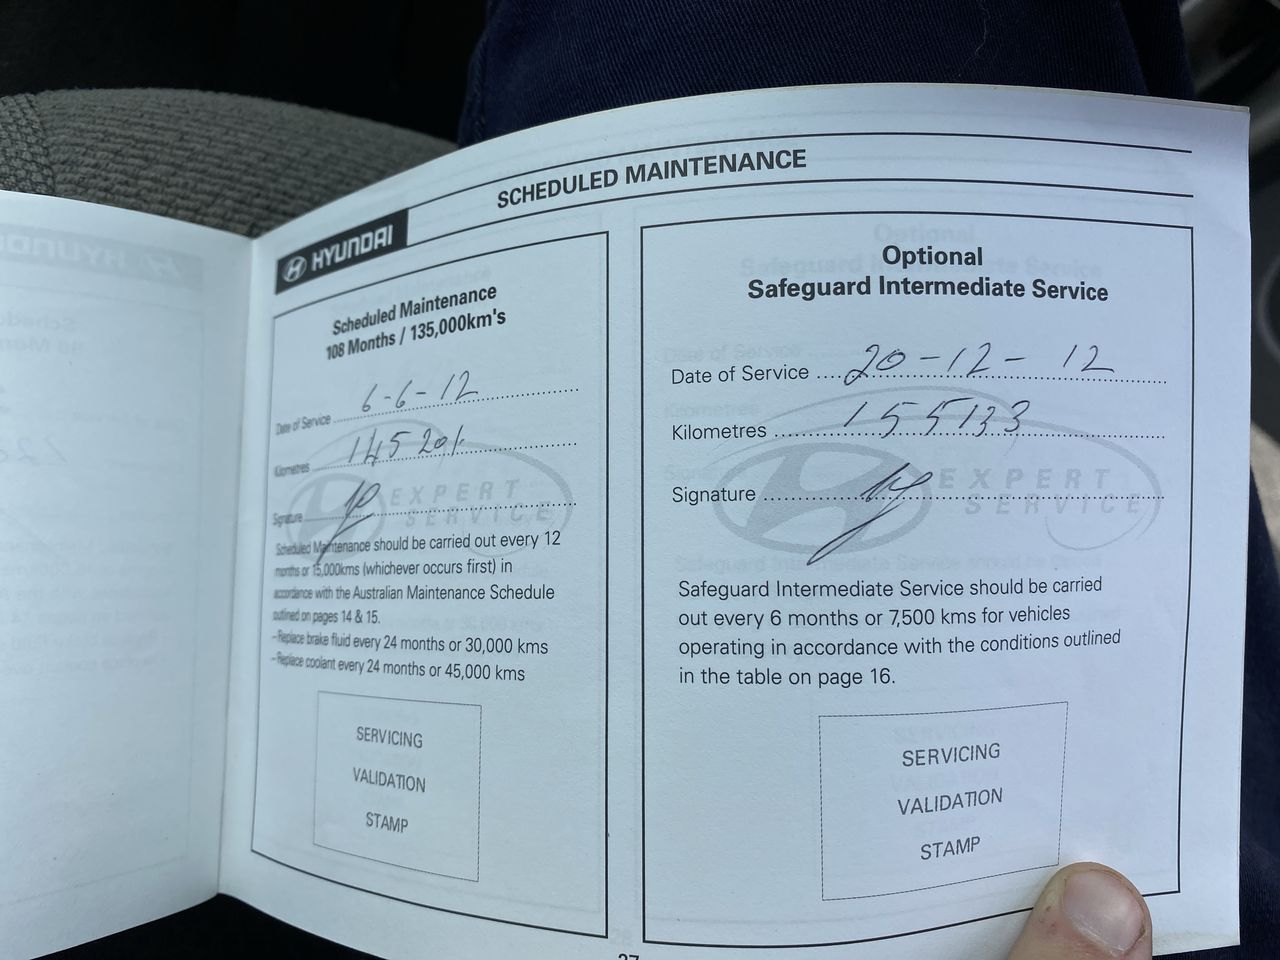 SCHEDULED MAINTENANCE
HYUNDAI
Scheduled Maintenance
108 Months / 135,000km's
Date of Service 6-6-12
Kilometres 145201
Signature
EXPERT
SERVICE
Scheduled Maintenance should be carried out every 12
months or 15,000kms (whichever occurs first) in
accordance with the Australian Maintenance Schedule
outlined on pages 14 & 15.
–Replace brake fluid every 24 months or 30,000 kms
–Replace coolant every 24 months or 45,000 kms
SERVICING
VALIDATION
STAMP
Optional
Safeguard Intermediate Service
Date of Service 20-12-12
Kilometres 155133
Signature
EXPERT
SERVICE
Safeguard Intermediate Service should be carried
out every 6 months or 7,500 kms for vehicles
operating in accordance with the conditions outlined
in the table on page 16.
SERVICING
VALIDATION
STAMP